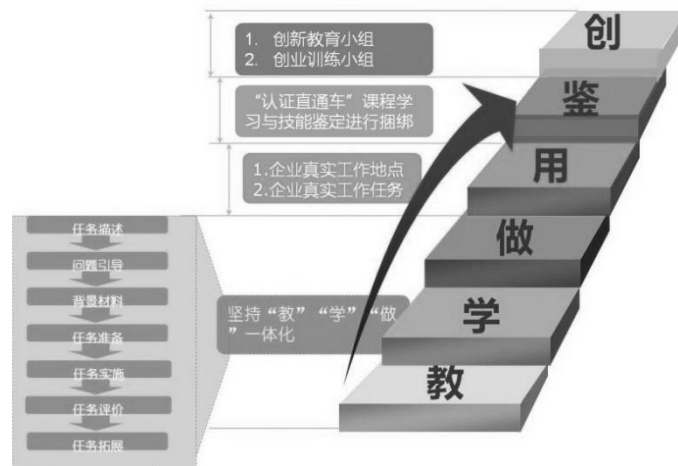 1. 创新教育小组
2. 创业训练小组
“认证直通车”课程学
习与技能鉴定进行捆绑
1.企业真实工作地点
2.企业真实工作任务
坚持“教”“学”“做
”一体化
任务描述
问题引导
背景材料
任务准备
任务实施
任务评价
任务拓展
创
鉴
用
做
学
教